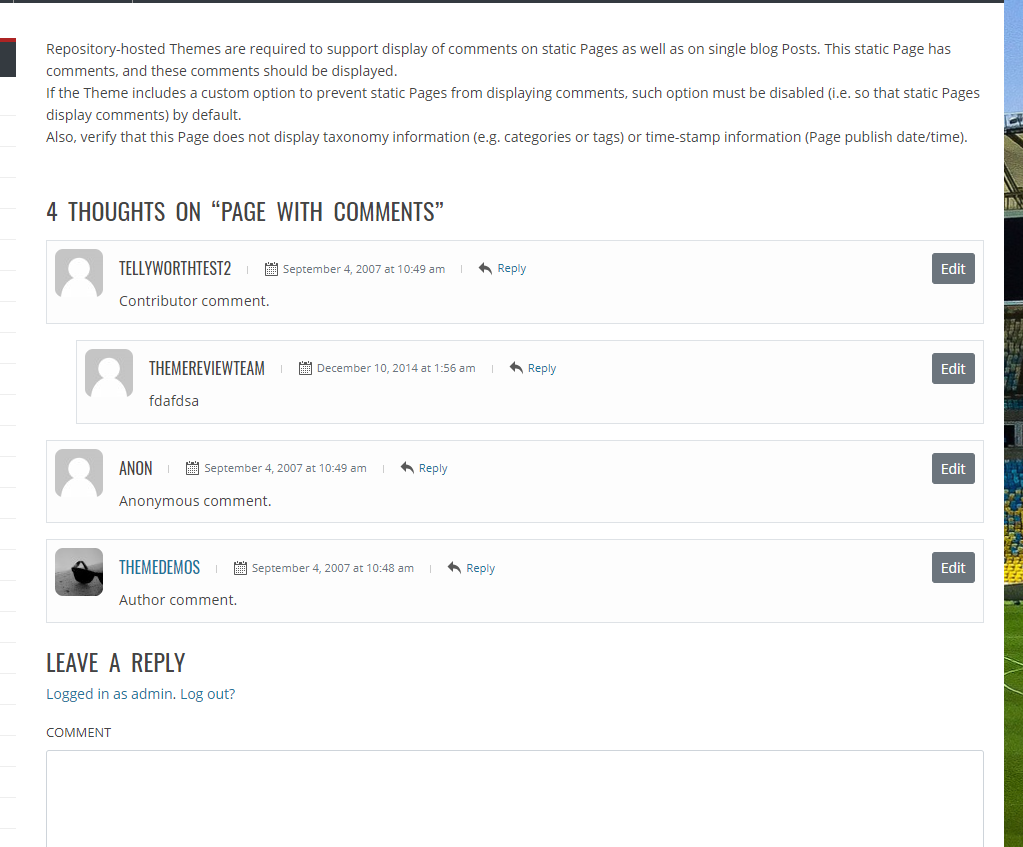 Repository-hosted Themes are required to support display of comments on static Pages as well as on single blog Posts. This static Page has
comments, and these comments should be displayed.
If the Theme includes a custom option to prevent static Pages from displaying comments, such option must be disabled (i.e. so that static Pages
display comments) by default.
Also, verify that this Page does not display taxonomy information (e.g. categories or tags) or time-stamp information (Page publish date/time).
4 THOUGHTS ON “PAGE WITH COMMENTS”
TELLYWORTHTEST2 September 4, 2007 at 10:49 am Reply Edit
Contributor comment.
THEMEREVIEWTEAM December 10, 2014 at 1:56 am Reply Edit
fdafdsa
ANON September 4, 2007 at 10:49 am Reply Edit
Anonymous comment.
THEMEDEMOS September 4, 2007 at 10:48 am Reply Edit
Author comment.
LEAVE A REPLY
Logged in as admin. Log out?
COMMENT